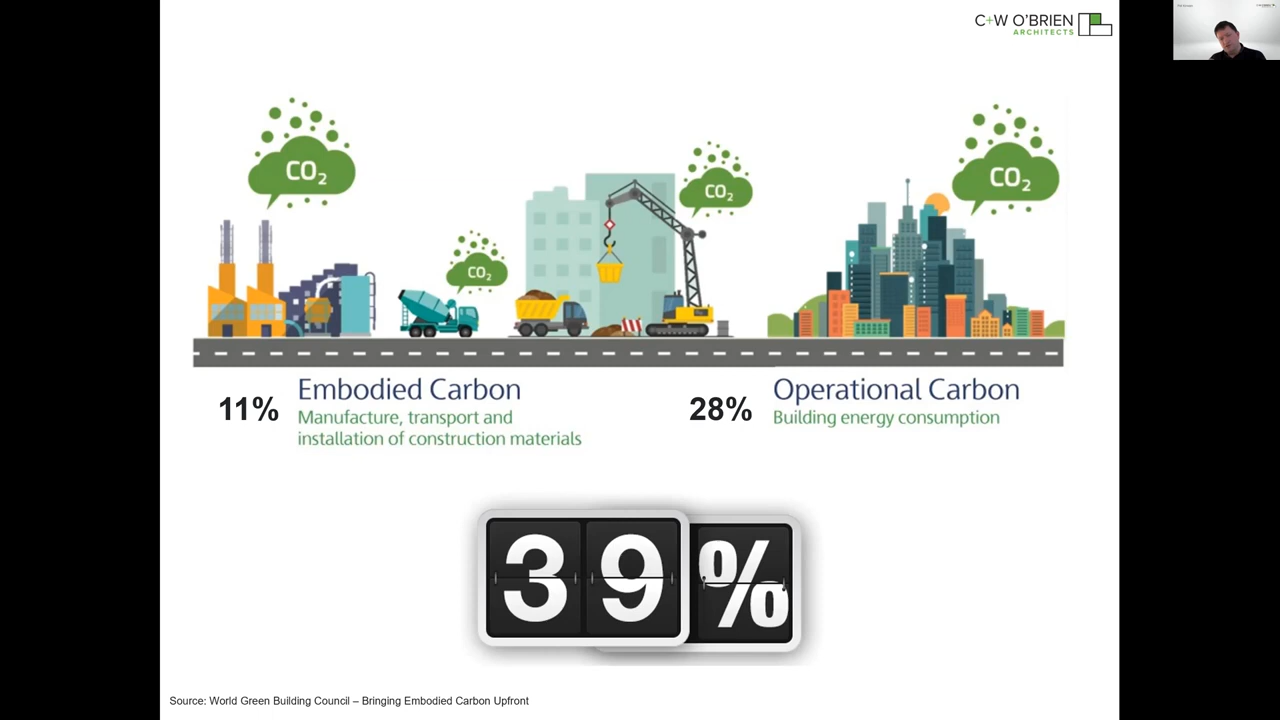 C+W O'BRIEN
ARCHITECTS
CO2
CO2
CO2
CO2
11%
Embodied Carbon
Manufacture, transport and
installation of construction materials
28%
Operational Carbon
Building energy consumption
39%
Source: World Green Building Council – Bringing Embodied Carbon Upfront